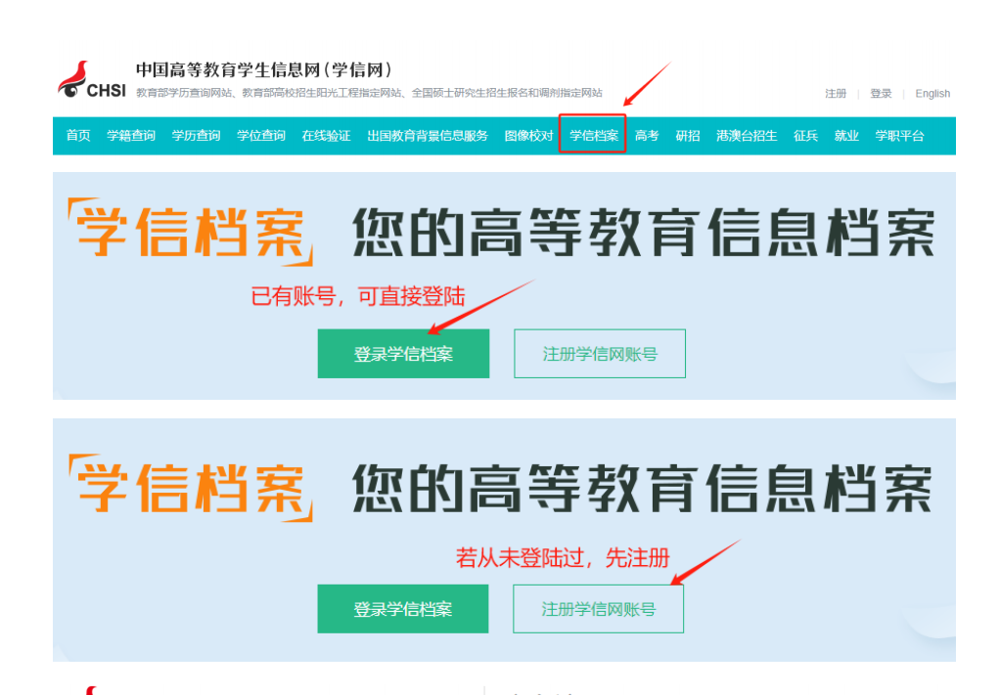 中国高等教育学生信息网(学信网)
CHSI 教育部学历查询网站、教育部高校招生阳光工程指定网站、全国硕士研究生招生报名和调剂指定网站
注册 | 登录 | English
首页 学籍查询 学历查询 学位查询 在线验证 出国教育背景信息服务 图像校对 学信档案 高考 研招 港澳台招生 征兵 就业 学职平台
「学信档案」 您的高等教育信息档案
已有账号，可直接登陆
登录学信档案 注册学信网账号
「学信档案」 您的高等教育信息档案
若从未登陆过，先注册
登录学信档案 注册学信网账号